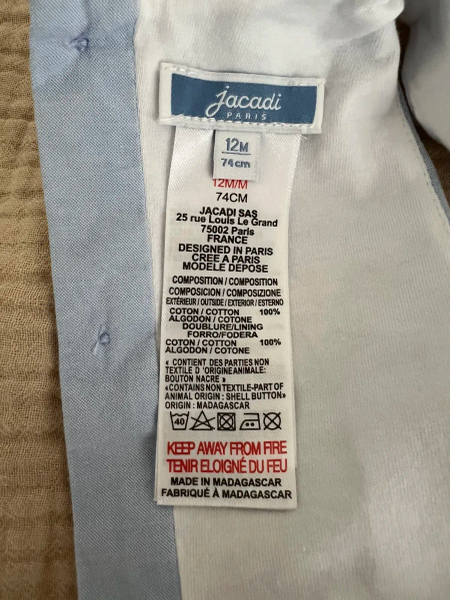 jacadi
PARIS
12M
74cm
12M/M
74CM
JACADI SAS
25 rue Louis Le Grand
75002 Paris
FRANCE
DESIGNED IN PARIS
CREE A PARIS
MODELE DEPOSE
COMPOSITION / COMPOSITION
COMPOSICION / COMPOSIZIONE
EXTÉRIEUR / OUTSIDE / EXTERIOR / ESTERNO
COTON / COTTON 100%
ALGODON / COTONE
DOUBLURE/LINING
FORRO/FODERA
COTON / COTTON 100%
ALGODON / COTONE
« CONTIENT DES PARTIES NON
TEXTILE D 'ORIGINE ANIMALE:
BOUTON NACRE »
«CONTAINS NON TEXTILE-PART OF
ANIMAL ORIGIN : SHELL BUTTON»
ORIGIN : MADAGASCAR
40
KEEP AWAY FROM FIRE
TENIR ELOIGNÉ DU FEU
MADE IN MADAGASCAR
FABRIQUÉ À MADAGASCAR